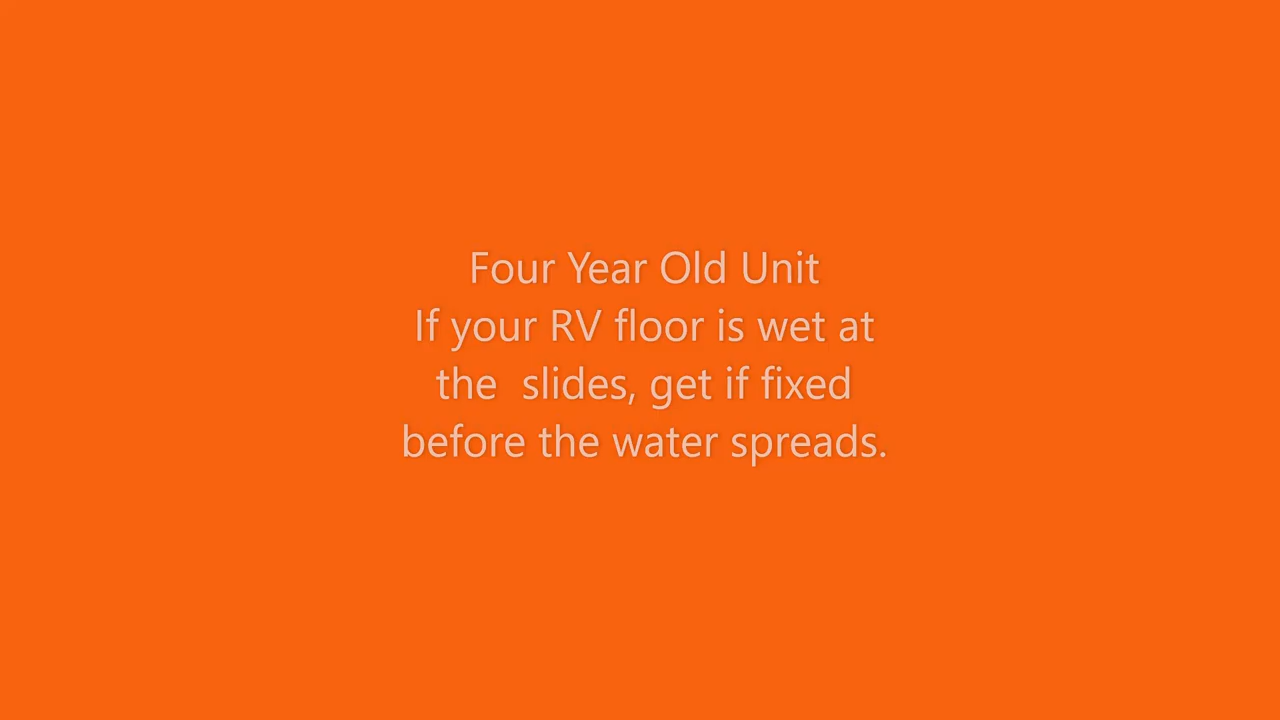 Four Year Old Unit
If your RV floor is wet at
the  slides, get if fixed
before the water spreads.